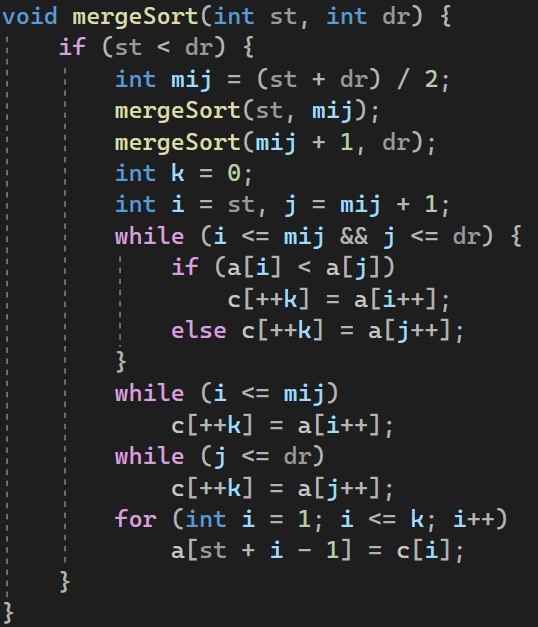 void mergeSort(int st, int dr) {
    if (st < dr) {
        int mij = (st + dr) / 2;
        mergeSort(st, mij);
        mergeSort(mij + 1, dr);
        int k = 0;
        int i = st, j = mij + 1;
        while (i <= mij && j <= dr) {
            if (a[i] < a[j])
                c[++k] = a[i++];
            else c[++k] = a[j++];
        }
        while (i <= mij)
            c[++k] = a[i++];
        while (j <= dr)
            c[++k] = a[j++];
        for (int i = 1; i <= k; i++)
            a[st + i - 1] = c[i];
    }
}